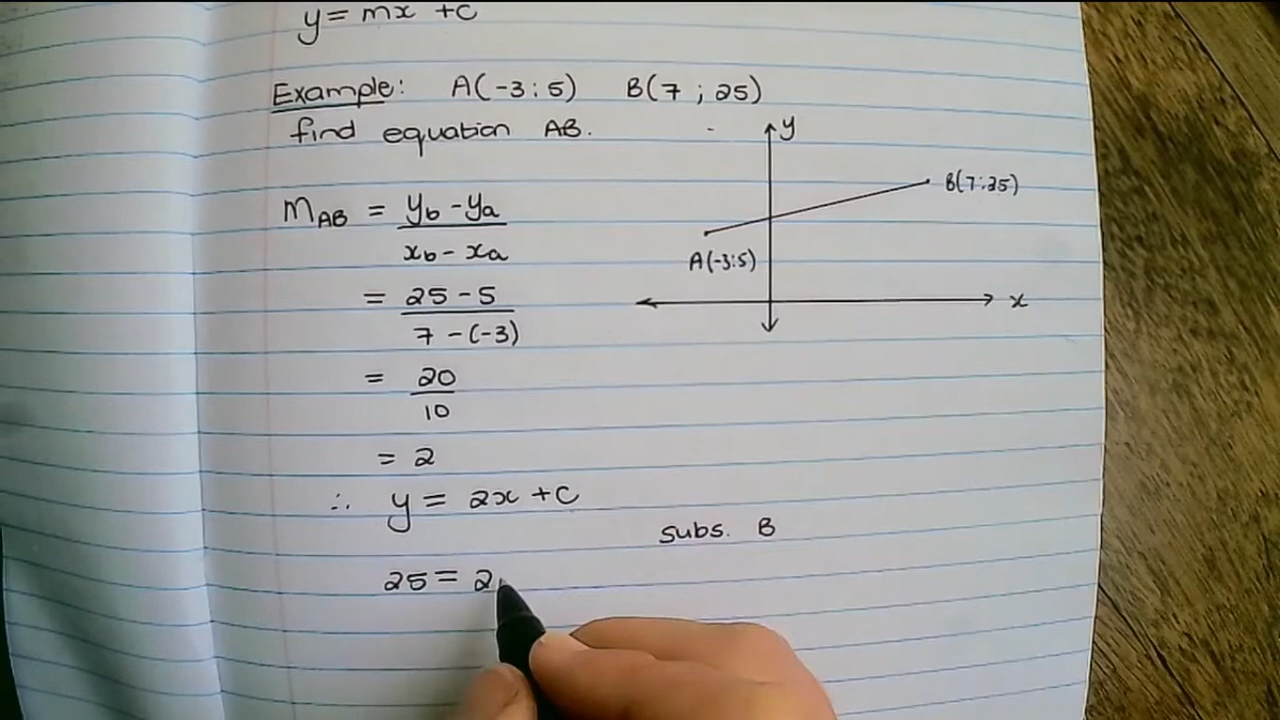 y = mx + c
Example: A(-3;5) B(7;25)
find equation AB.
y
B(7;25)
A(-3;5)
x
M_AB = (y_b - y_a)/(x_b - x_a)
= (25 - 5)/(7 - (-3))
= 20/10
= 2
∴ y = 2x + c
subs. B
25 = 2